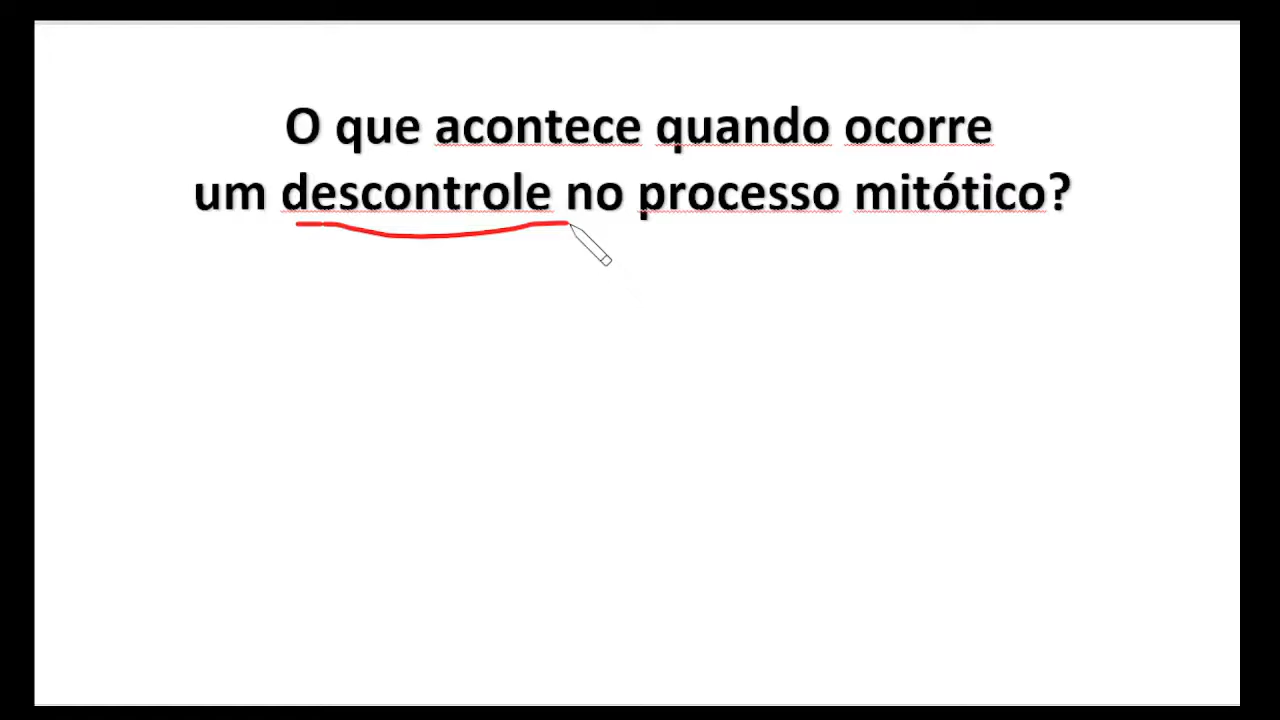 O que acontece quando ocorre
um descontrole no processo mitótico?